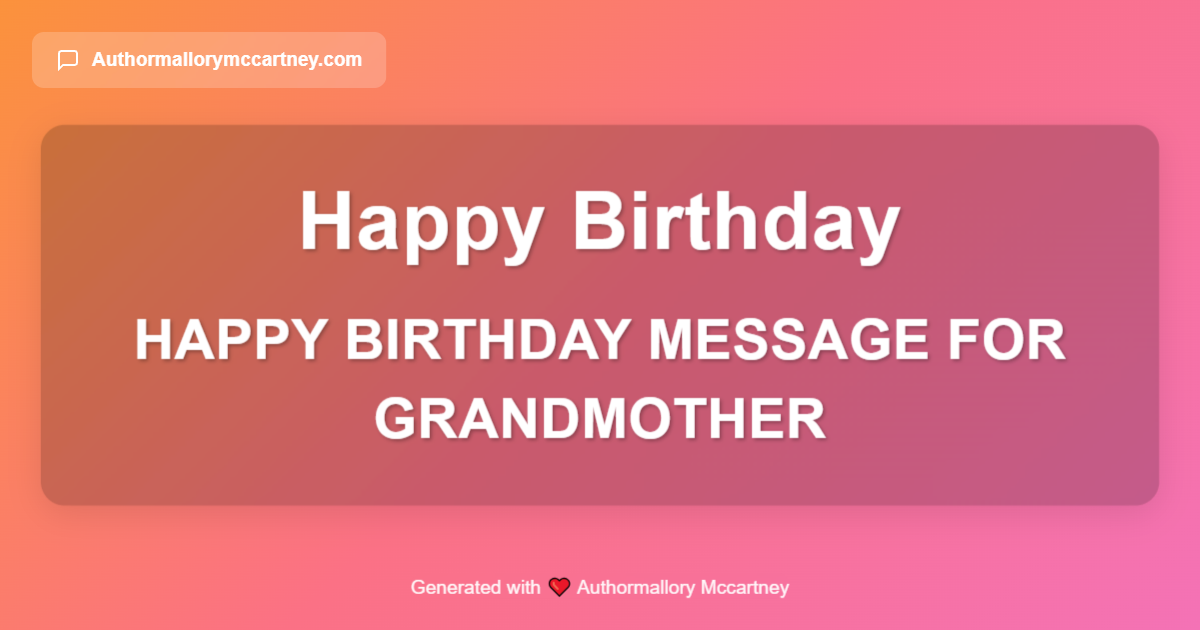 Authormallorymccartney.com
Happy Birthday
HAPPY BIRTHDAY MESSAGE FOR
GRANDMOTHER
Generated with ❤️ Authormallory Mccartney